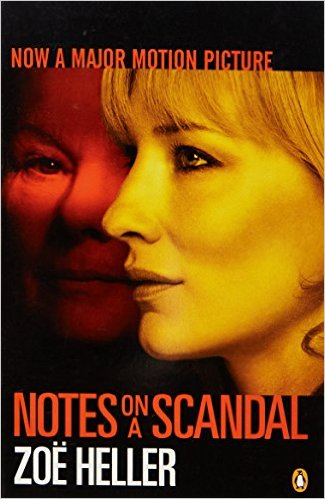 NOW A MAJOR MOTION PICTURE
NOTES ON A SCANDAL
ZOË HELLER